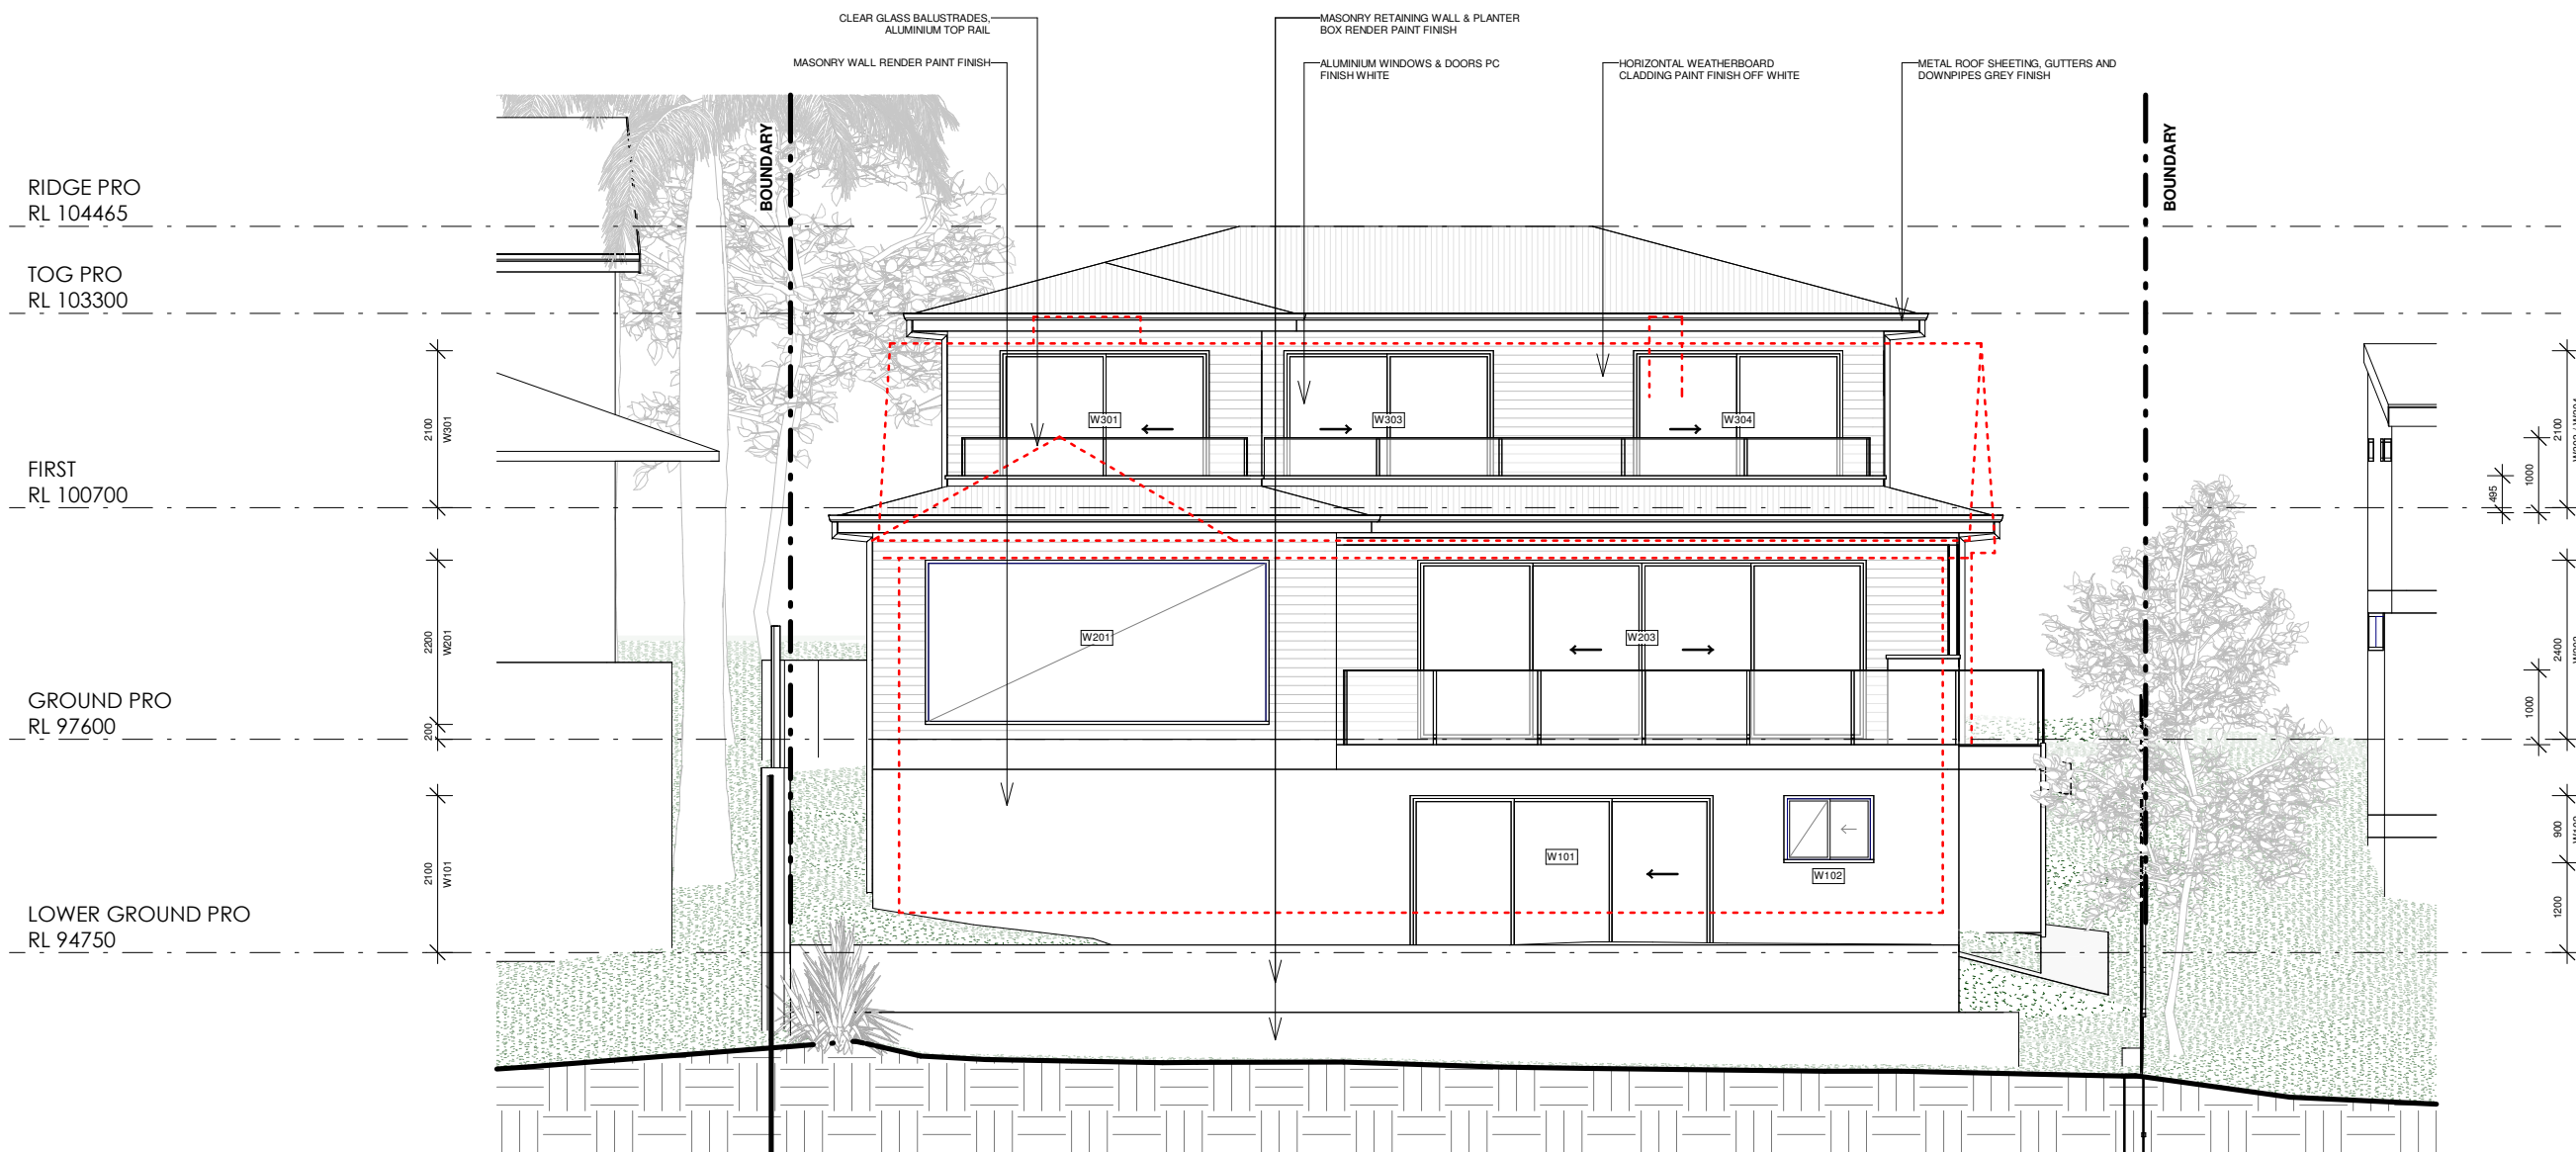 CLEAR GLASS BALUSTRADES,
ALUMINIUM TOP RAIL
MASONRY RETAINING WALL & PLANTER
BOX RENDER PAINT FINISH
MASONRY WALL RENDER PAINT FINISH
ALUMINIUM WINDOWS & DOORS PC
FINISH WHITE
HORIZONTAL WEATHERBOARD
CLADDING PAINT FINISH OFF WHITE
METAL ROOF SHEETING, GUTTERS AND
DOWNPIPES GREY FINISH
BOUNDARY
BOUNDARY
RIDGE PRO
RL 104465
TOG PRO
RL 103300
FIRST
RL 100700
GROUND PRO
RL 97600
LOWER GROUND PRO
RL 94750
2100
W301
2200
W201
200
2100
W101
W301
W303
W304
W201
W203
W101
W102
2100
1000
495
2400
1000
900
1200